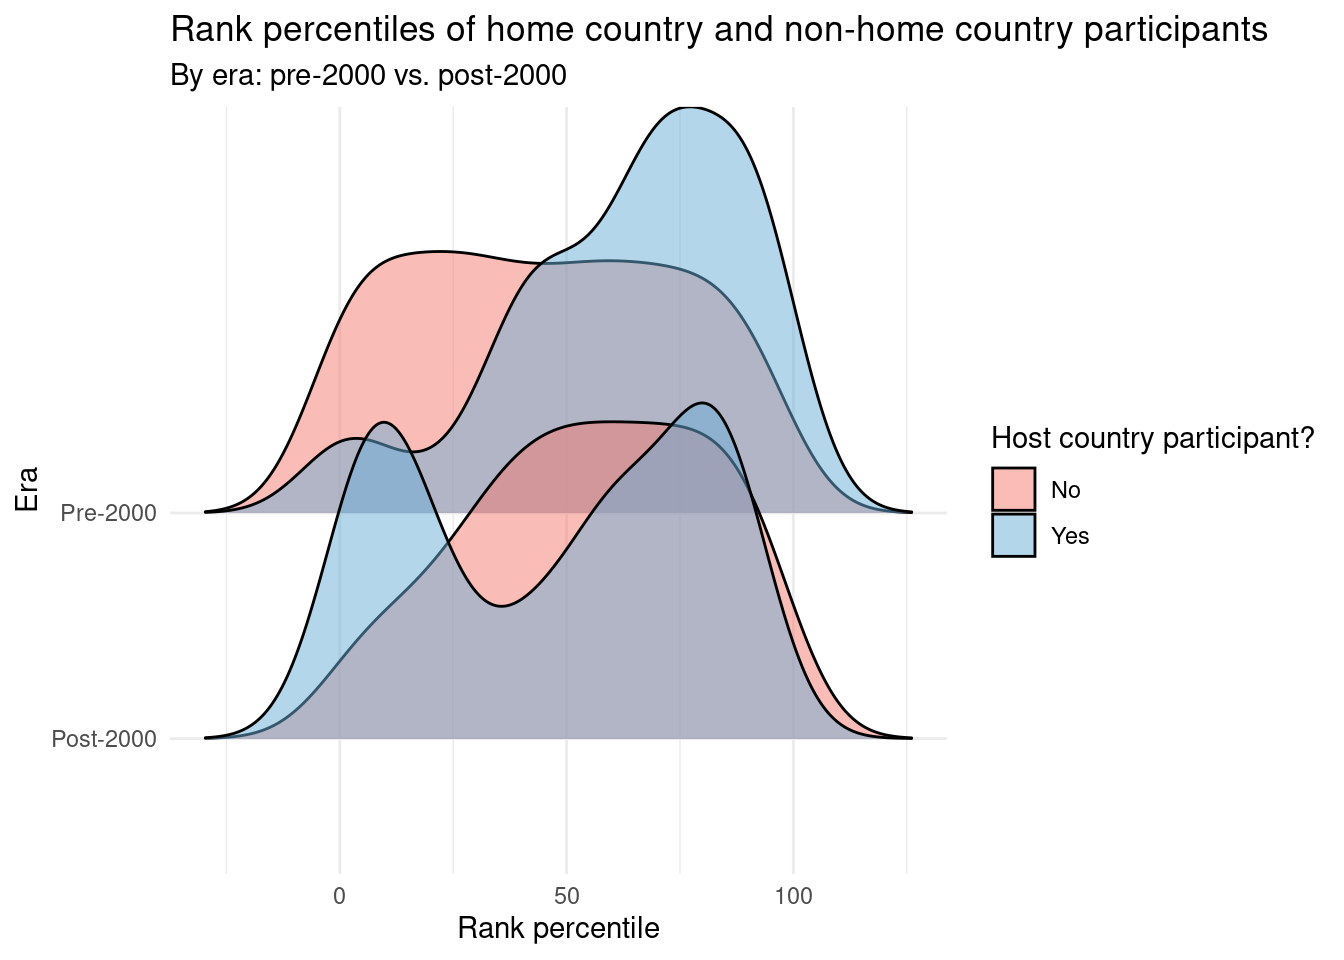 Rank percentiles of home country and non-home country participants
By era: pre-2000 vs. post-2000
Era
Pre-2000
Post-2000
0
50
100
Rank percentile
Host country participant?
No
Yes